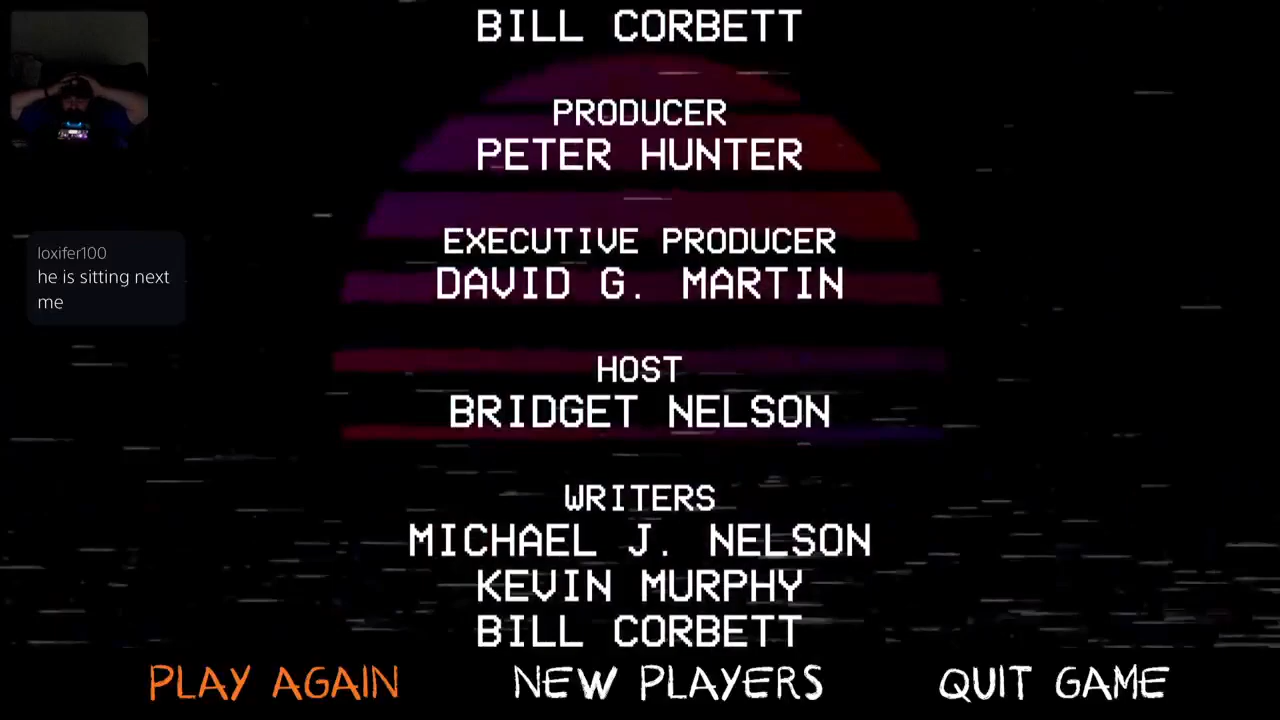 BILL CORBETT
PRODUCER
PETER HUNTER
EXECUTIVE PRODUCER
DAVID G. MARTIN
loxifer100
he is sitting next
me
HOST
BRIDGET NELSON
WRITERS
MICHAEL J. NELSON
KEVIN MURPHY
BILL CORBETT
PLAY AGAIN NEW PLAYERS QUIT GAME